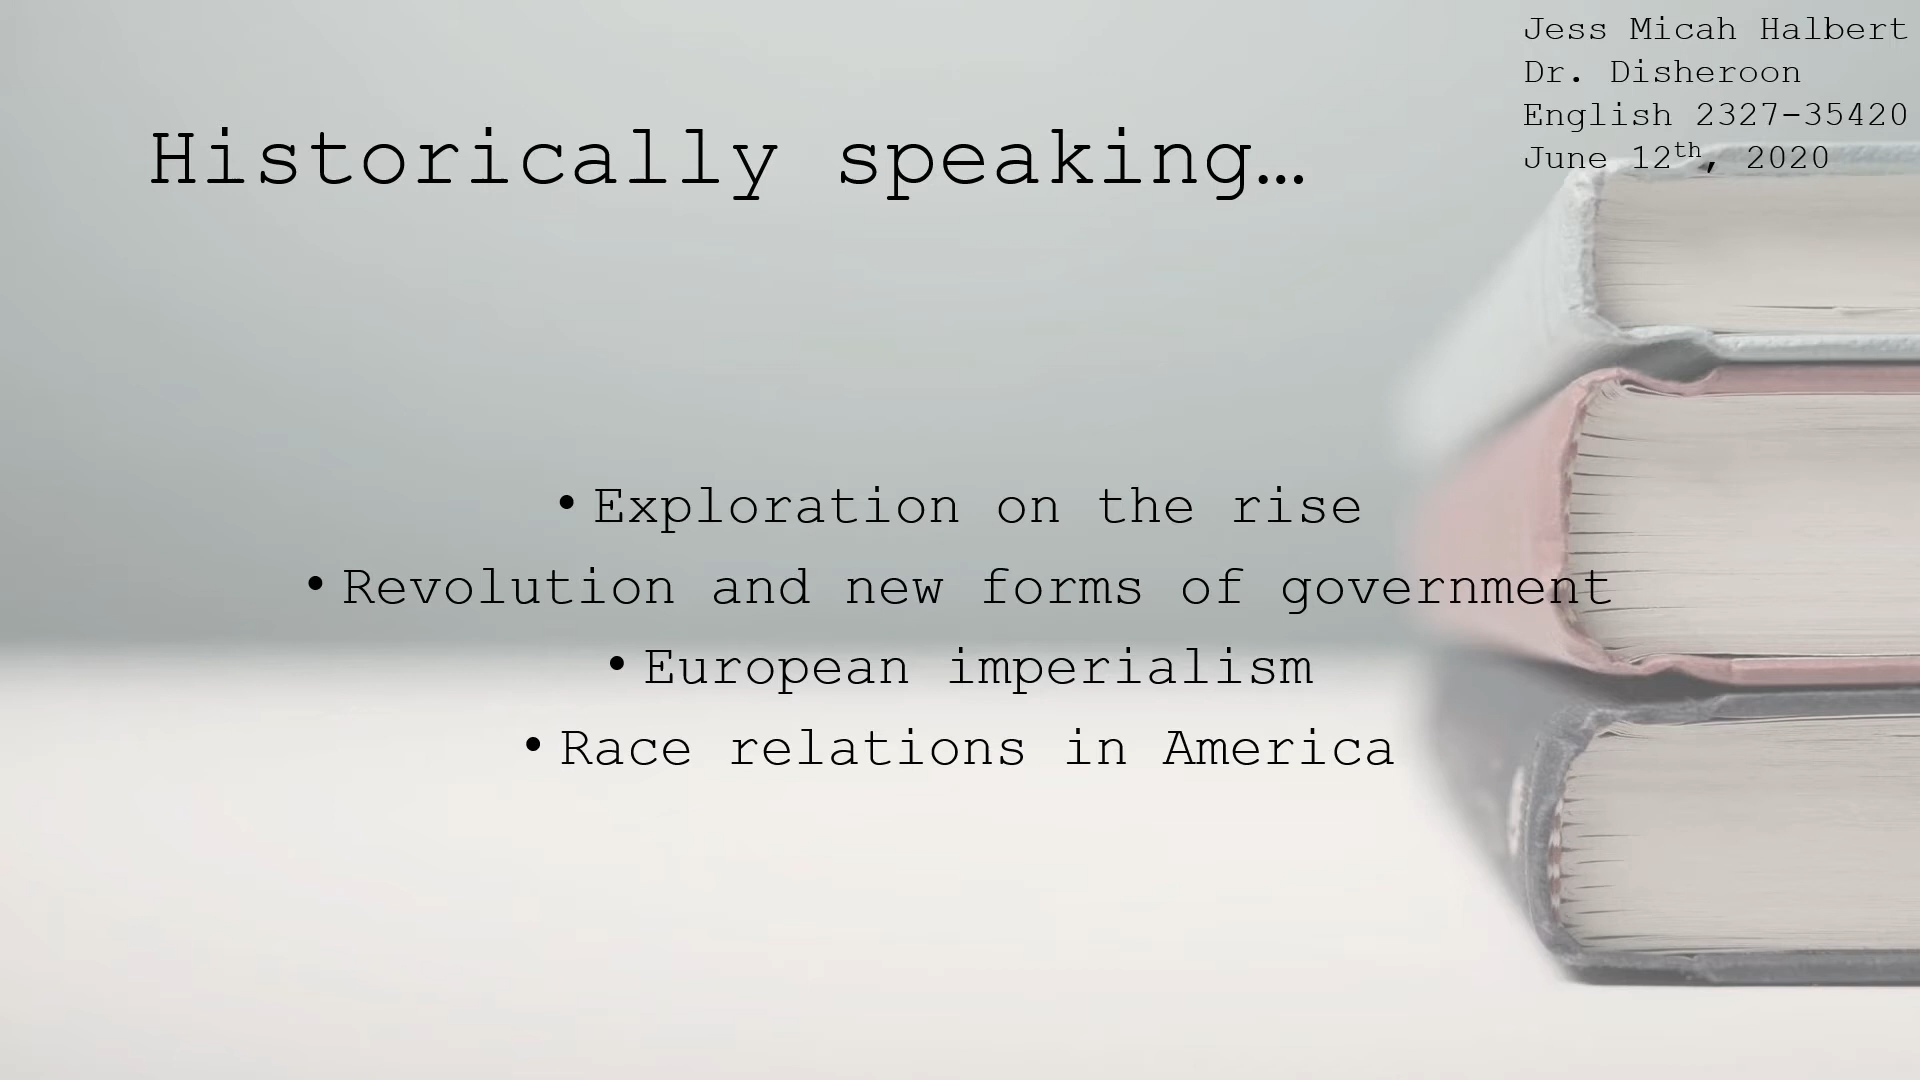 Jess Micah Halbert
Dr. Disheroon
English 2327-35420
June 12th, 2020
Historically speaking…
• Exploration on the rise
• Revolution and new forms of government
• European imperialism
• Race relations in America